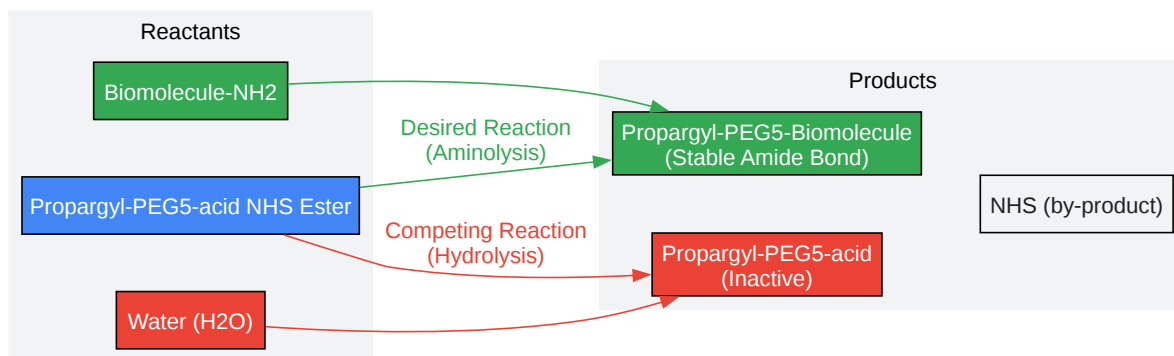 Reactants
Biomolecule-NH2
Propargyl-PEG5-acid NHS Ester
Water (H2O)
Desired Reaction
(Aminolysis)
Competing Reaction
(Hydrolysis)
Products
Propargyl-PEG5-Biomolecule
(Stable Amide Bond)
NHS (by-product)
Propargyl-PEG5-acid
(Inactive)